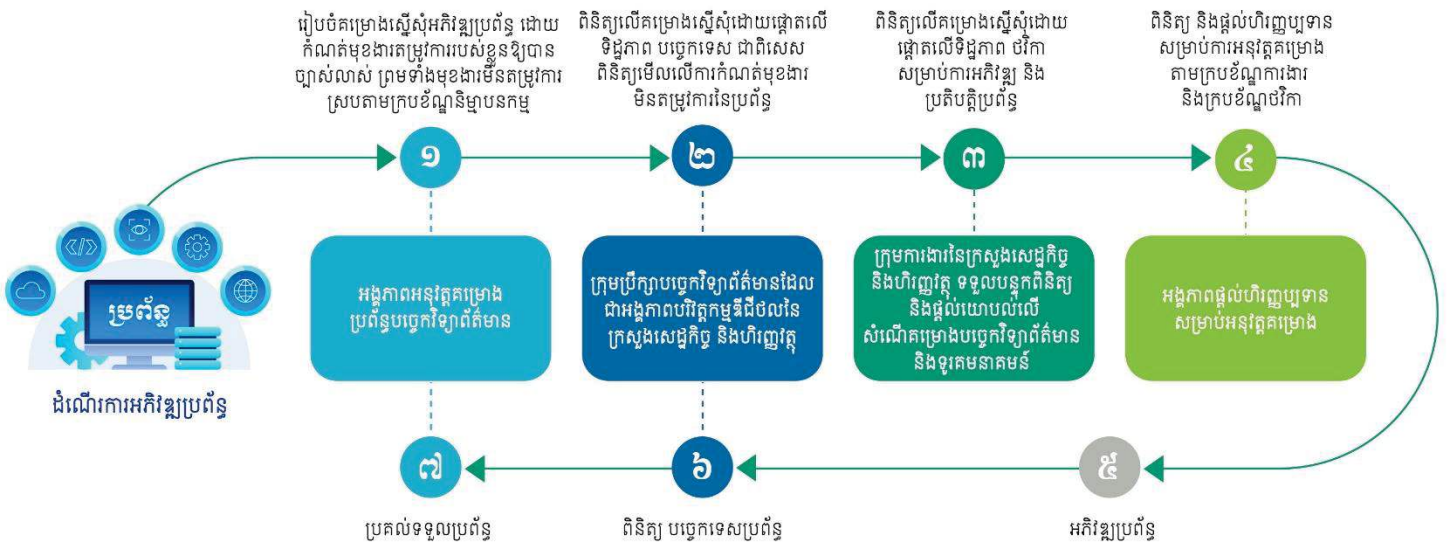 រៀបចំគម្រោងស្នើសុំអភិវឌ្ឍប្រព័ន្ធ ដោយ
កំណត់មុខងារតម្រូវការរបស់ខ្លួនឱ្យបាន
ច្បាស់លាស់ ព្រមទាំងមុខងារមិនតម្រូវការ
ស្របតាមក្របខ័ណ្ឌនិម្មាបនកម្ម
ពិនិត្យលើគម្រោងស្នើសុំដោយផ្តោតលើ
ទិដ្ឋភាព បច្ចេកទេស ជាពិសេស
ពិនិត្យមើលលើការកំណត់មុខងារ
មិនតម្រូវការនៃប្រព័ន្ធ
ពិនិត្យលើគម្រោងស្នើសុំដោយ
ផ្តោតលើទិដ្ឋភាព ថវិកា
សម្រាប់ការអភិវឌ្ឍ និង
ប្រតិបត្តិប្រព័ន្ធ
ពិនិត្យ និងផ្តល់ហិរញ្ញប្បទាន
សម្រាប់ការអនុវត្តគម្រោង
តាមក្របខ័ណ្ឌការងារ
និងក្របខ័ណ្ឌថវិកា
១
២
៣
៤
ប្រព័ន្ធ
ដំណើរការអភិវឌ្ឍប្រព័ន្ធ
អង្គភាពអនុវត្តគម្រោង
ប្រព័ន្ធបច្ចេកវិទ្យាព័ត៌មាន
ក្រុមប្រឹក្សាបច្ចេកវិទ្យាព័ត៌មានដែល
ជាអង្គភាពបរិវត្តកម្មឌីជីថលនៃ
ក្រសួងសេដ្ឋកិច្ច និងហិរញ្ញវត្ថុ
ក្រុមការងារនៃក្រសួងសេដ្ឋកិច្ច
និងហិរញ្ញវត្ថុ ទទួលបន្ទុកពិនិត្យ
និងផ្តល់យោបល់លើ
សំណើគម្រោងបច្ចេកវិទ្យាព័ត៌មាន
និងទូរគមនាគមន៍
អង្គភាពផ្តល់ហិរញ្ញប្បទាន
សម្រាប់អនុវត្តគម្រោង
៧
៦
៥
ប្រគល់ទទួលប្រព័ន្ធ
ពិនិត្យ បច្ចេកទេសប្រព័ន្ធ
អភិវឌ្ឍប្រព័ន្ធ